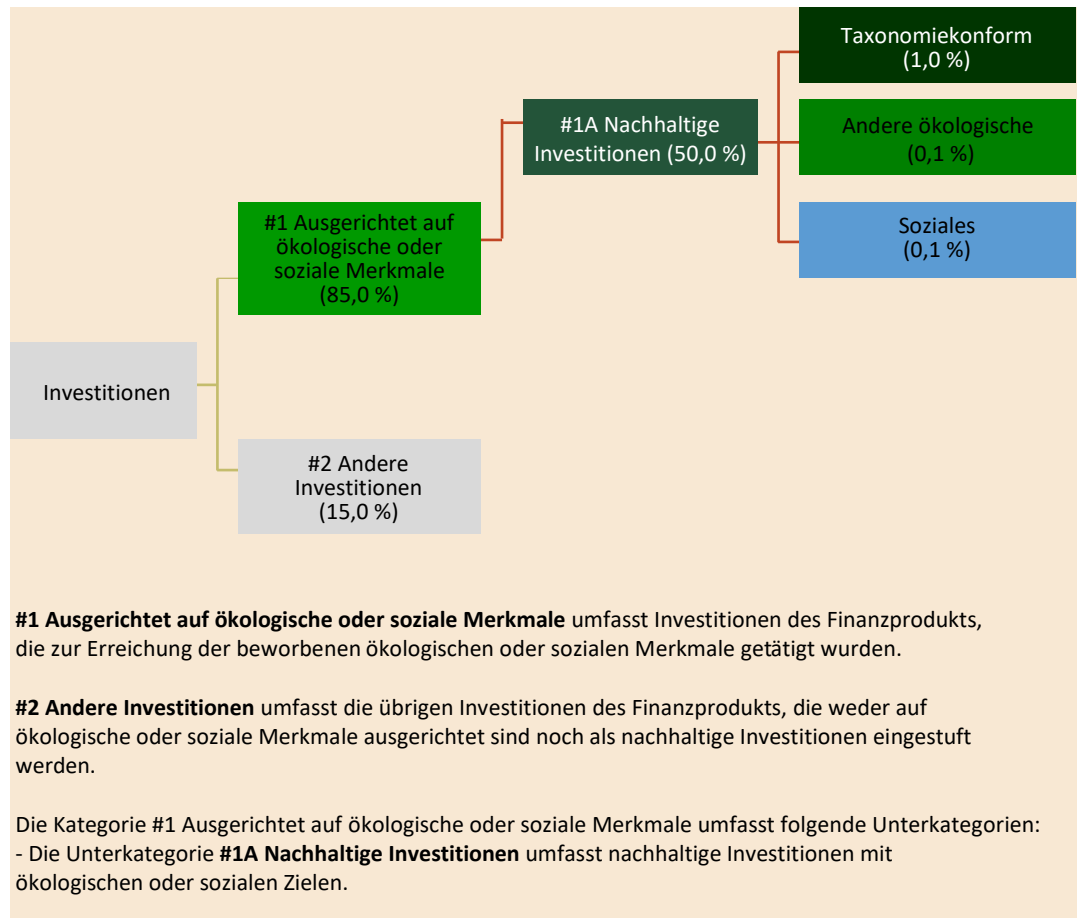 Taxonomiekonform
(1,0 %)
#1A Nachhaltige
Investitionen (50,0 %)
Andere ökologische
(0,1 %)
#1 Ausgerichtet auf
ökologische oder
soziale Merkmale
(85,0 %)
Soziales
(0,1 %)
Investitionen
#2 Andere
Investitionen
(15,0 %)
#1 Ausgerichtet auf ökologische oder soziale Merkmale umfasst Investitionen des Finanzprodukts,
die zur Erreichung der beworbenen ökologischen oder sozialen Merkmale getätigt wurden.
#2 Andere Investitionen umfasst die übrigen Investitionen des Finanzprodukts, die weder auf
ökologische oder soziale Merkmale ausgerichtet sind noch als nachhaltige Investitionen eingestuft
werden.
Die Kategorie #1 Ausgerichtet auf ökologische oder soziale Merkmale umfasst folgende Unterkategorien:
- Die Unterkategorie #1A Nachhaltige Investitionen umfasst nachhaltige Investitionen mit
ökologischen oder sozialen Zielen.